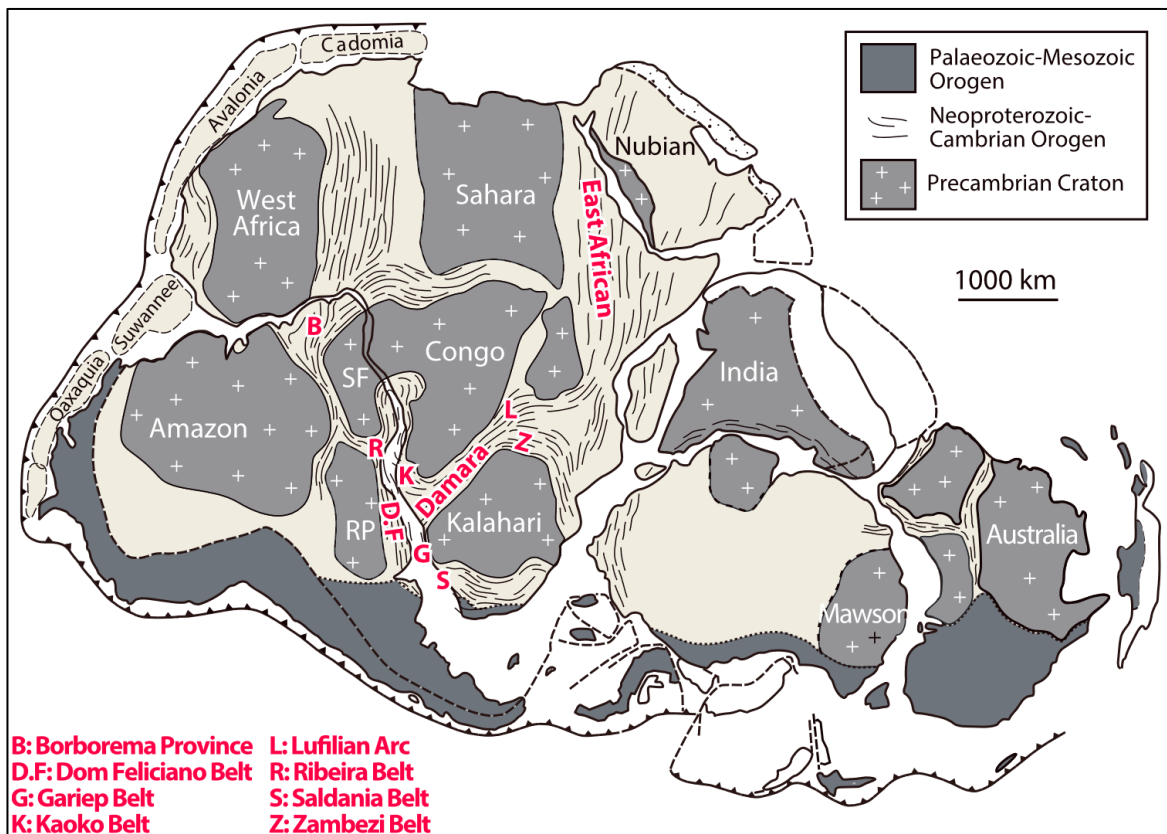 Cadomia
Avalonia
Suwannee
Oaxaquia
West
Africa
Sahara
Nubian
East African
B
SF
Congo
Amazon
L
Z
R
K
Damara
D.F
RP
Kalahari
G
S
India
Australia
Mawson
Palaeozoic-Mesozoic
Orogen
Neoproterozoic-
Cambrian Orogen
Precambrian Craton
1000 km
B: Borborema Province
D.F: Dom Feliciano Belt
G: Gariep Belt
K: Kaoko Belt
L: Lufilian Arc
R: Ribeira Belt
S: Saldania Belt
Z: Zambezi Belt